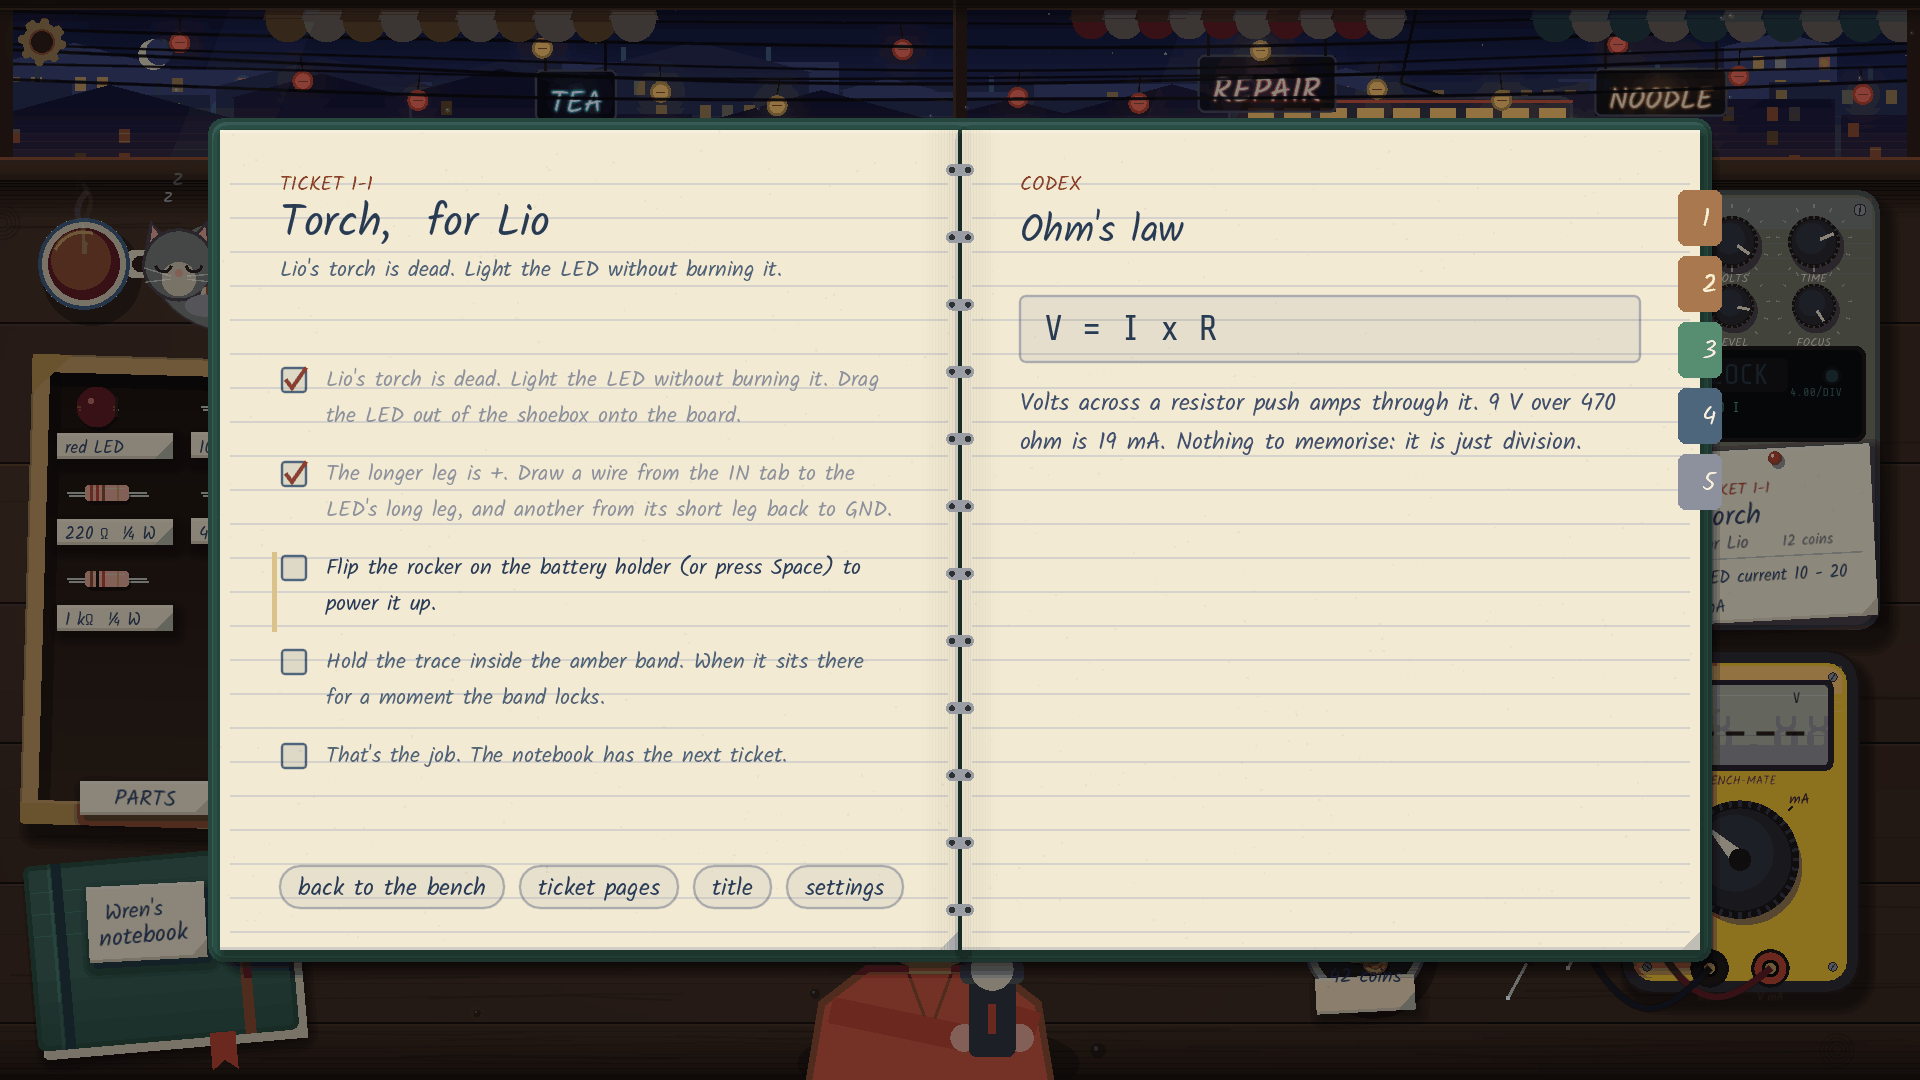 TEA
REPAIR
NOODLE
TICKET 1-1
Torch, for Lio
Lio's torch is dead. Light the LED without burning it.
Lio's torch is dead. Light the LED without burning it. Drag
the LED out of the shoebox onto the board.
The longer leg is +. Draw a wire from the IN tab to the
LED's long leg, and another from its short leg back to GND.
Flip the rocker on the battery holder (or press Space) to
power it up.
Hold the trace inside the amber band. When it sits there
for a moment the band locks.
That's the job. The notebook has the next ticket.
back to the bench
ticket pages
title
settings
CODEX
Ohm's law
V = I x R
Volts across a resistor push amps through it. 9 V over 470
ohm is 19 mA. Nothing to memorise: it is just division.
1
2
3
4
5
z
z
red LED
220 Ω ¼ W
1 kΩ ¼ W
PARTS
Wren's
notebook
TIME
FOCUS
4.00/DIV
12 coins
10 - 20
V
mA